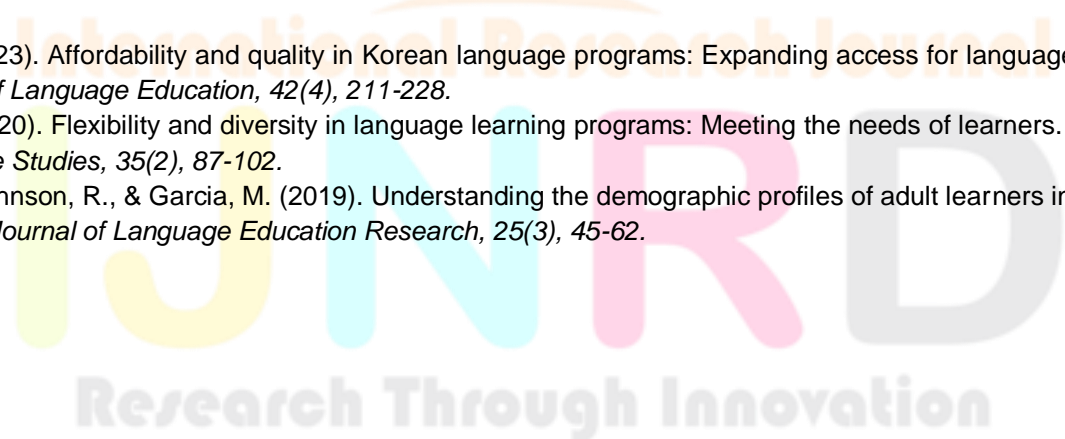 International Research Journal
23). Affordability and quality in Korean language programs: Expanding access for language
f Language Education, 42(4), 211-228.
20). Flexibility and diversity in language learning programs: Meeting the needs of learners.
e Studies, 35(2), 87-102.
hnson, R., & Garcia, M. (2019). Understanding the demographic profiles of adult learners in
Journal of Language Education Research, 25(3), 45-62.
IJNRD
Research Through Innovation